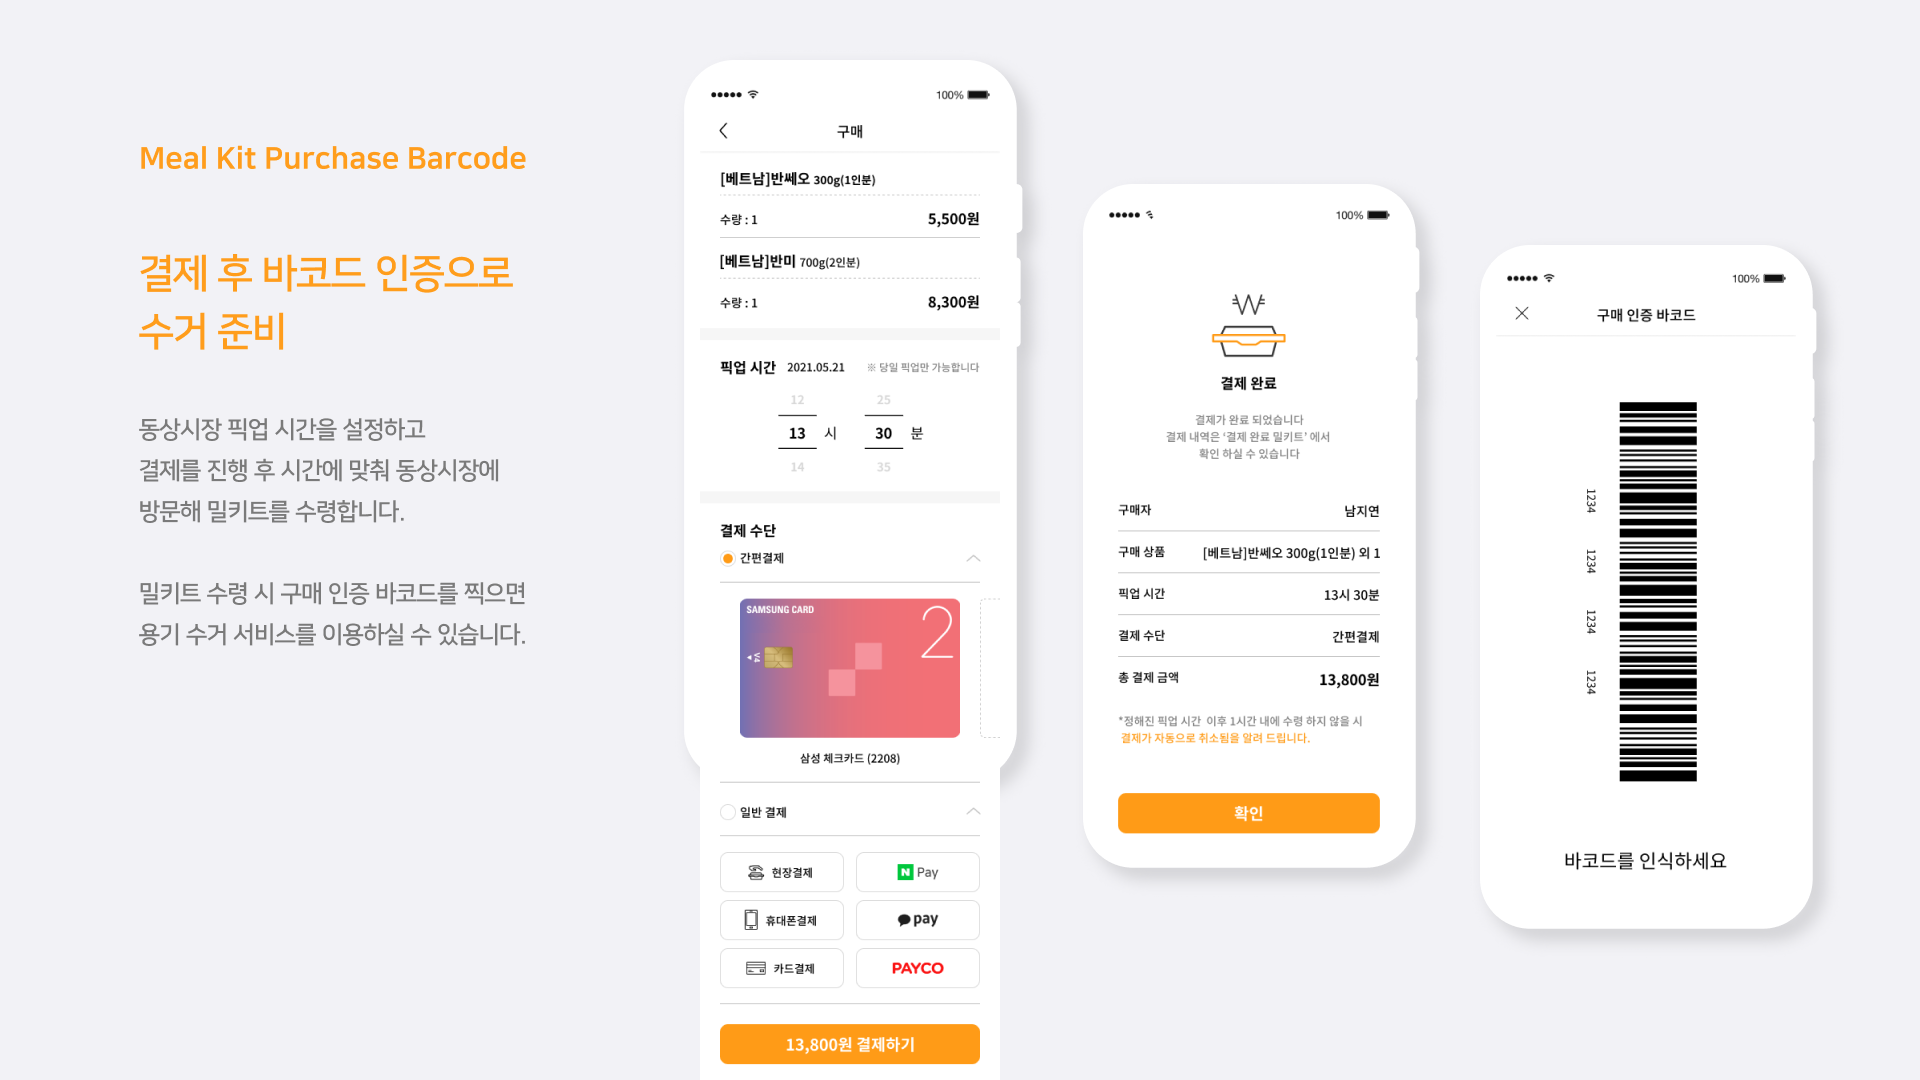 Meal Kit Purchase Barcode
결제 후 바코드 인증으로
수거 준비
동상시장 픽업 시간을 설정하고
결제를 진행 후 시간에 맞춰 동상시장에
방문해 밀키트를 수령합니다.
밀키트 수령 시 구매 인증 바코드를 찍으면
용기 수거 서비스를 이용하실 수 있습니다.
100%
구매
[베트남]반쎄오 300g(1인분)
수량 : 1 5,500원
[베트남]반미 700g(2인분)
수량 : 1 8,300원
픽업 시간 2021.05.21 ※ 당일 픽업만 가능합니다
12 25
13 시 30 분
14 35
결제 수단
간편결제
SAMSUNG CARD 2
V4
삼성 체크카드 (2208)
일반 결제
현장결제 N Pay
휴대폰결제 pay
카드결제 PAYCO
13,800원 결제하기
100%
W
결제 완료
결제가 완료 되었습니다
결제 내역은 ‘결제 완료 밀키트’ 에서
확인 하실 수 있습니다
구매자 남지연
구매 상품 [베트남]반쎄오 300g(1인분) 외 1
픽업 시간 13시 30분
결제 수단 간편결제
총 결제 금액 13,800원
*정해진 픽업 시간 이후 1시간 내에 수령 하지 않을 시
결제가 자동으로 취소됨을 알려 드립니다.
확인
100%
구매 인증 바코드
1234
1234
1234
1234
바코드를 인식하세요